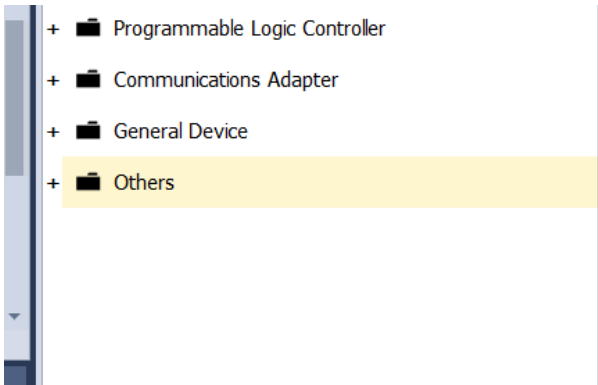 + Programmable Logic Controller
+ Communications Adapter
+ General Device
+ Others